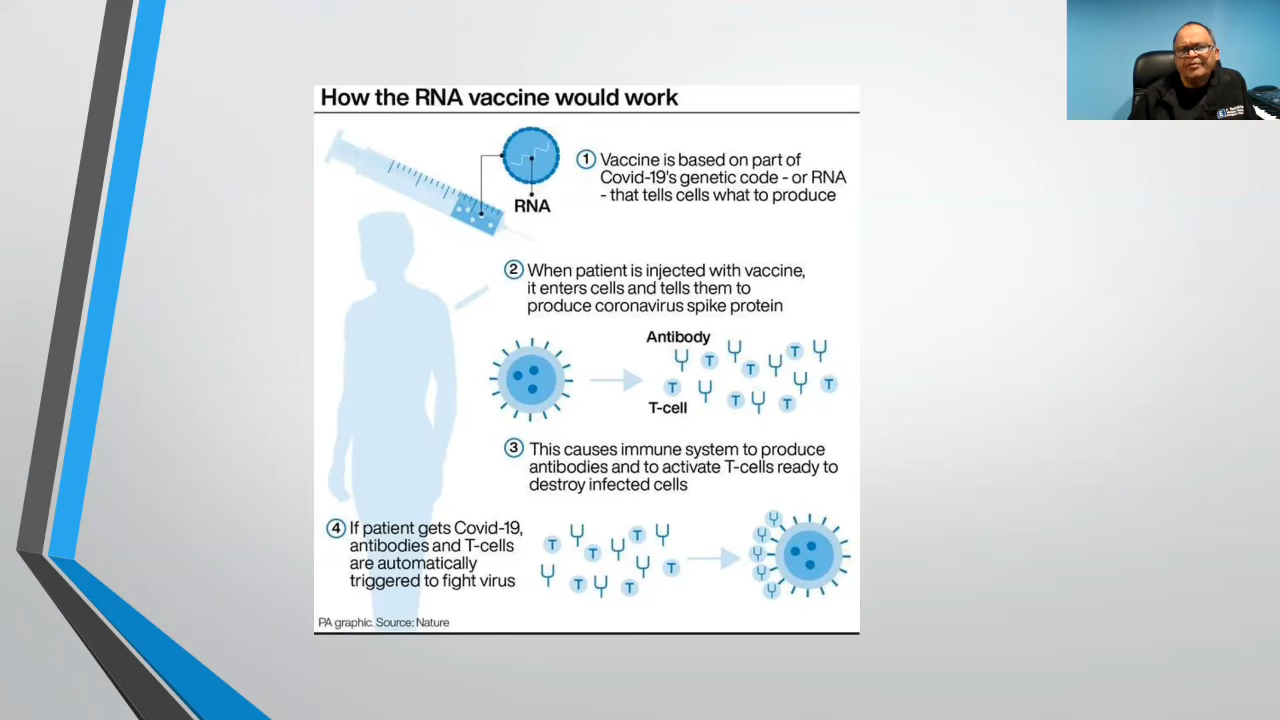 How the RNA vaccine would work
RNA
1 Vaccine is based on part of
Covid-19's genetic code - or RNA
- that tells cells what to produce
2 When patient is injected with vaccine,
it enters cells and tells them to
produce coronavirus spike protein
Antibody
T T T T T T T
T-cell
3 This causes immune system to produce
antibodies and to activate T-cells ready to
destroy infected cells
4 If patient gets Covid-19,
antibodies and T-cells
are automatically
triggered to fight virus
T T T T T T
PA graphic. Source: Nature